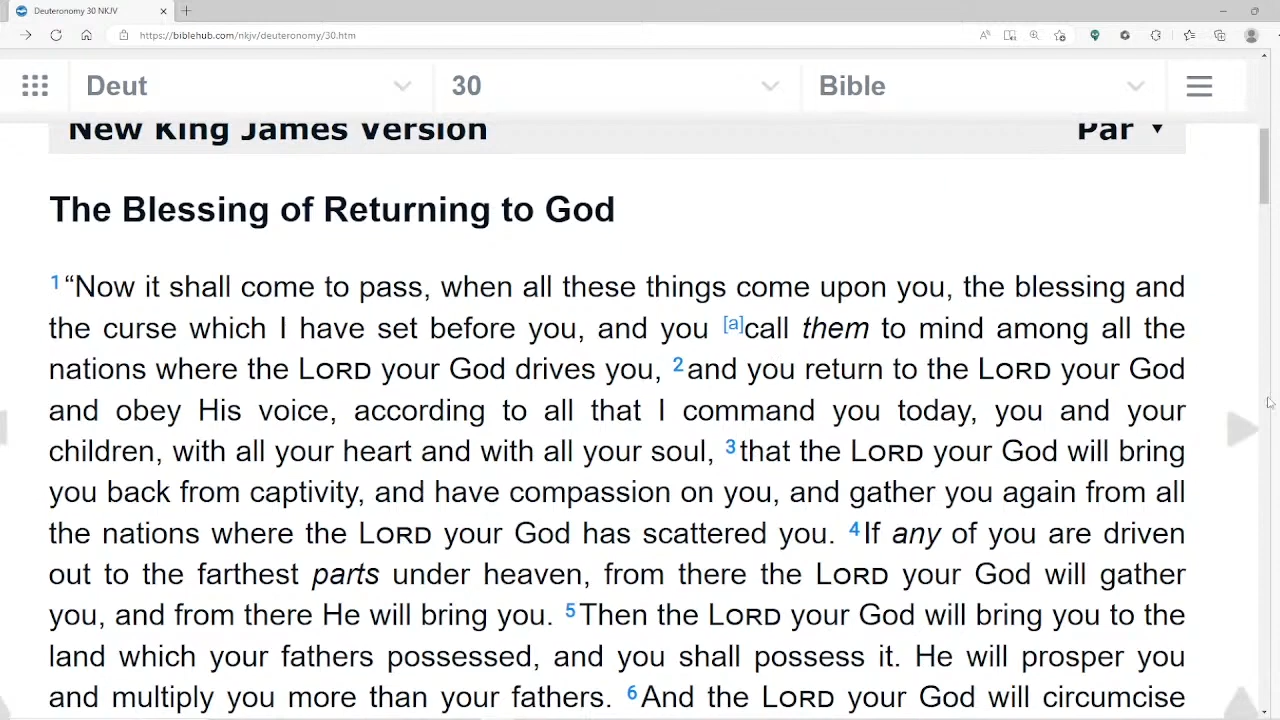 Deuteronomy 30 NKJV
https://biblehub.com/nkjv/deuteronomy/30.htm
Deut 30 Bible
New King James Version Par ▼
The Blessing of Returning to God
1 “Now it shall come to pass, when all these things come upon you, the blessing and
the curse which I have set before you, and you [a]call them to mind among all the
nations where the LORD your God drives you, 2 and you return to the LORD your God
and obey His voice, according to all that I command you today, you and your
children, with all your heart and with all your soul, 3 that the LORD your God will bring
you back from captivity, and have compassion on you, and gather you again from all
the nations where the LORD your God has scattered you. 4 If any of you are driven
out to the farthest parts under heaven, from there the LORD your God will gather
you, and from there He will bring you. 5 Then the LORD your God will bring you to the
land which your fathers possessed, and you shall possess it. He will prosper you
and multiply you more than your fathers. 6 And the LORD your God will circumcise